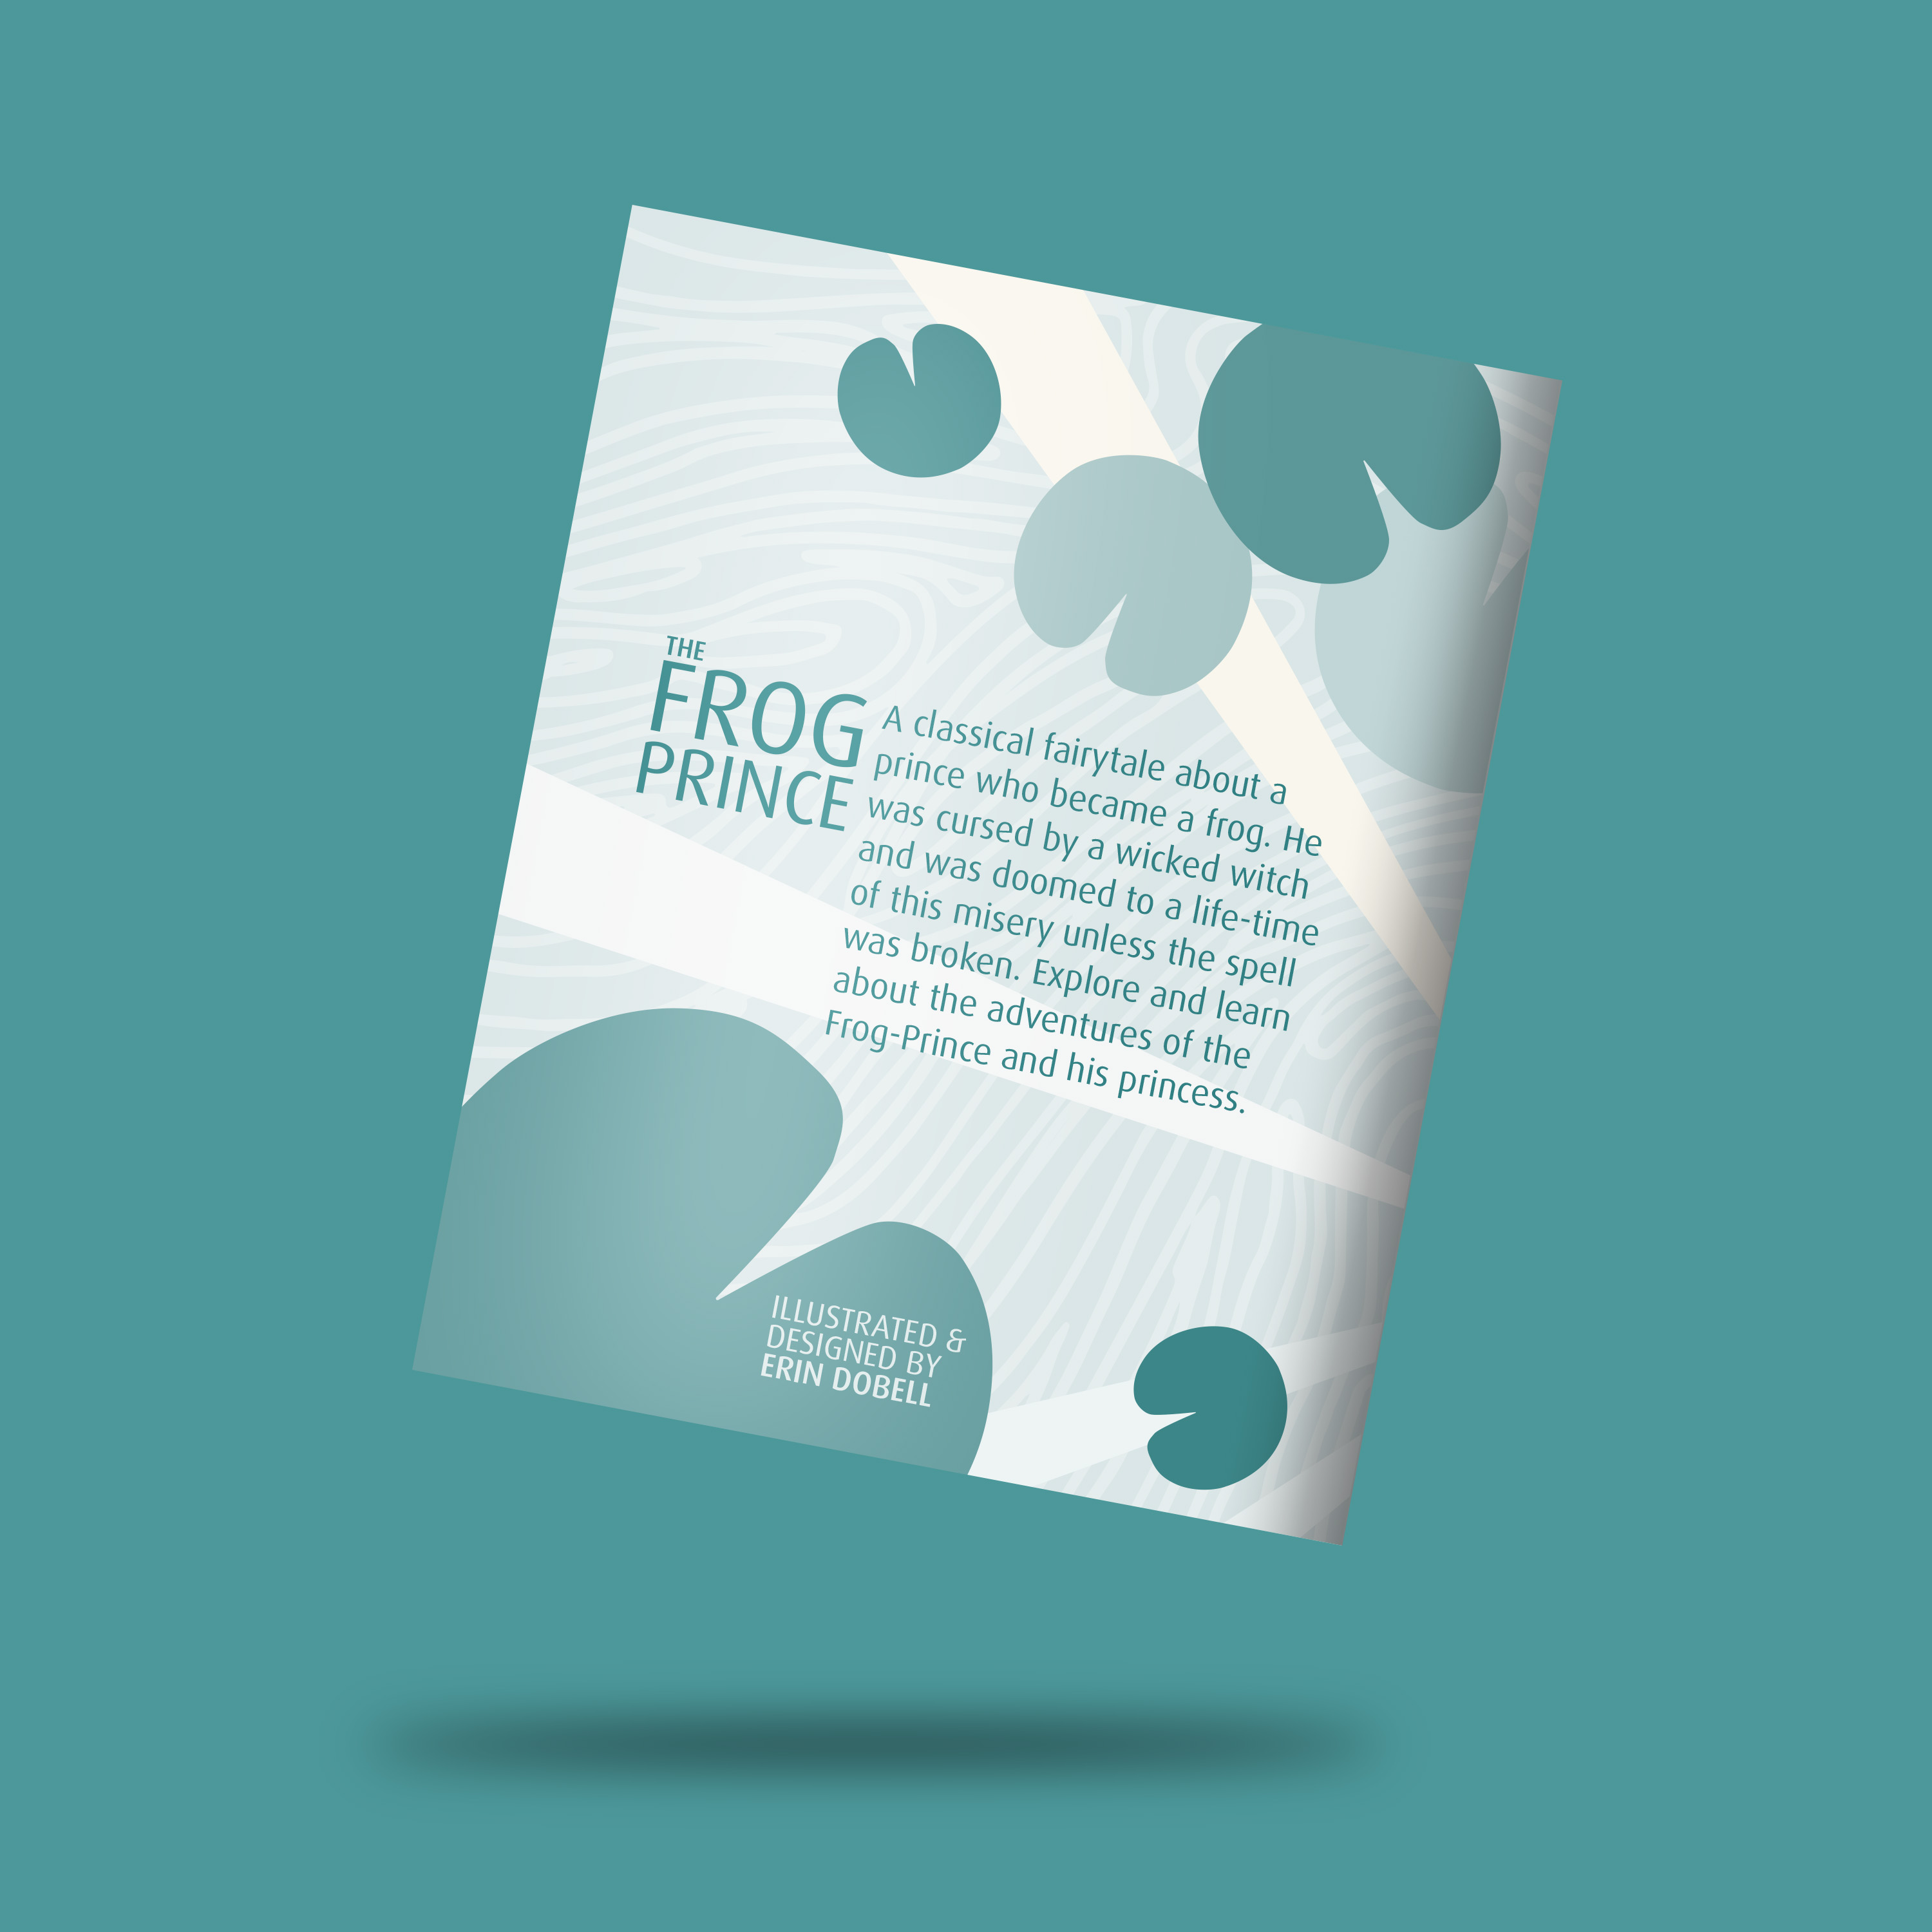 THE
FROG
PRINCE
A classical fairytale about a
prince who became a frog. He
was cursed by a wicked witch
and was doomed to a life-time
of this misery unless the spell
was broken. Explore and learn
about the adventures of the
Frog-Prince and his princess.
ILLUSTRATED &
DESIGNED BY
ERIN DOBELL